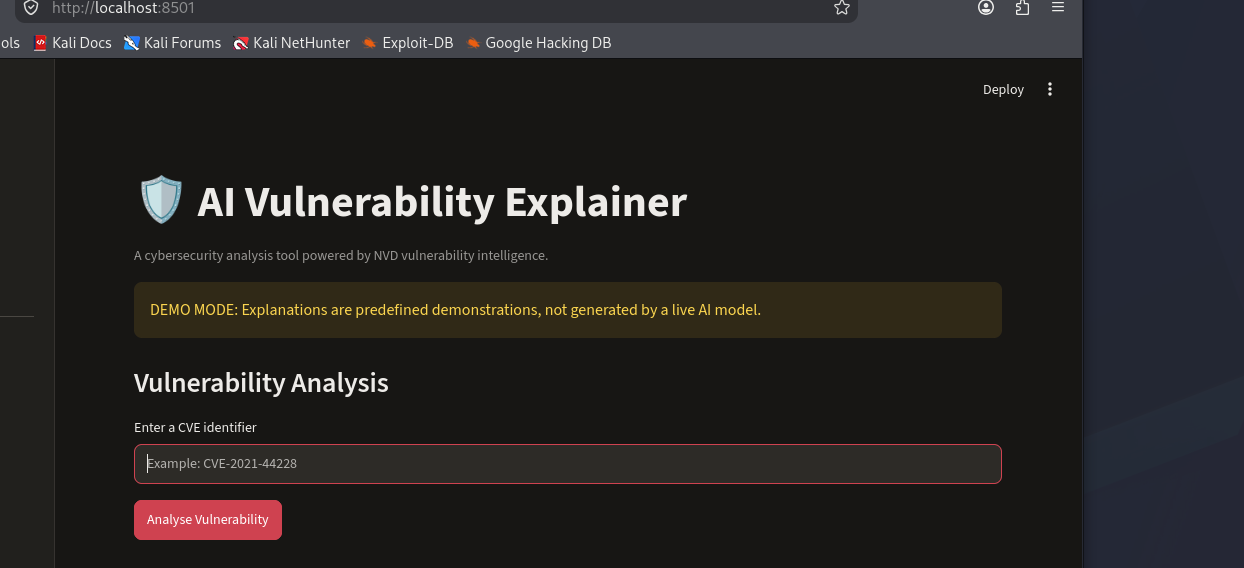 http://localhost:8501
ols Kali Docs Kali Forums Kali NetHunter Exploit-DB Google Hacking DB
Deploy
AI Vulnerability Explainer
A cybersecurity analysis tool powered by NVD vulnerability intelligence.
DEMO MODE: Explanations are predefined demonstrations, not generated by a live AI model.
Vulnerability Analysis
Enter a CVE identifier
Example: CVE-2021-44228
Analyse Vulnerability